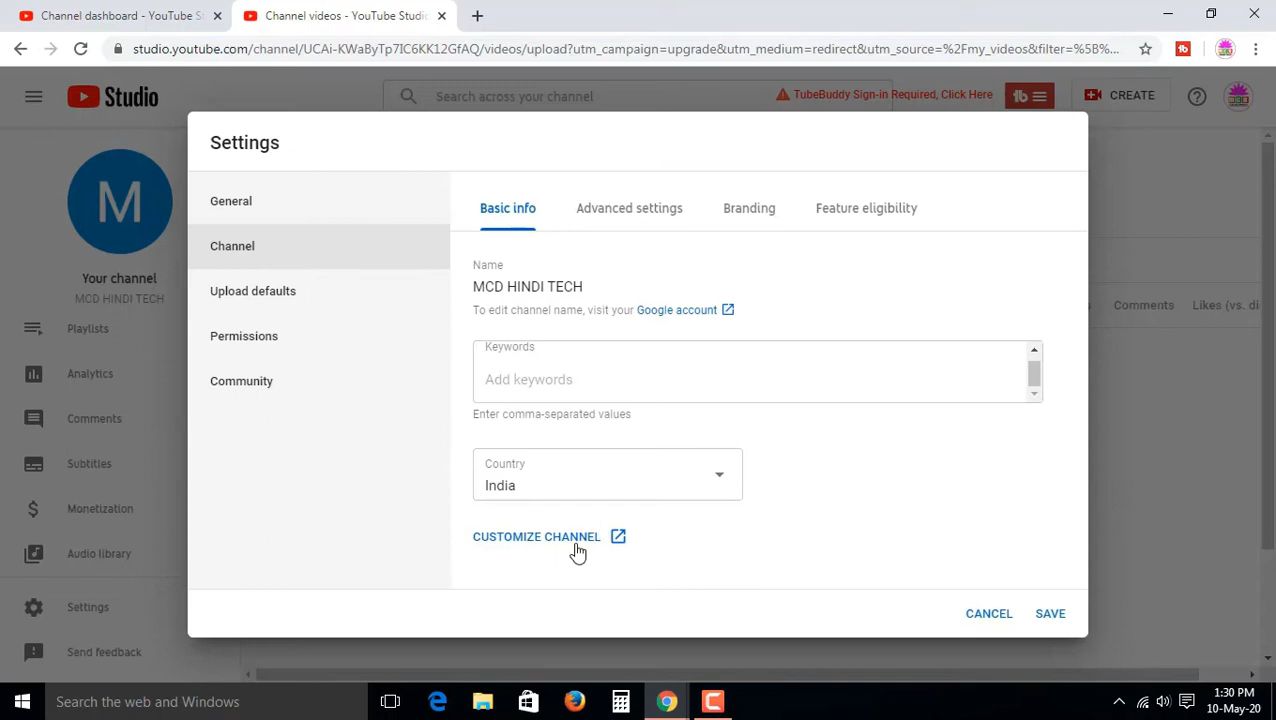 Channel dashboard - YouTube St
Channel videos - YouTube Studio
studio.youtube.com/channel/UCAi-KWaByTp7IC6KK12GfAQ/videos/upload?utm_campaign=upgrade&utm_medium=redirect&utm_source=%2Fmy_videos&filter=%5B%...
Studio
Search across your channel
TubeBuddy Sign-in Required, Click Here
tb
CREATE
Settings
M
Your channel
MCD HINDI TECH
Playlists
Analytics
Comments
Subtitles
Monetization
Audio library
Settings
Send feedback
General
Channel
Upload defaults
Permissions
Community
Basic info
Advanced settings
Branding
Feature eligibility
Name
MCD HINDI TECH
To edit channel name, visit your Google account
Keywords
Add keywords
Enter comma-separated values
Country
India
CUSTOMIZE CHANNEL
CANCEL
SAVE
Comments
Likes (vs. di
Search the web and Windows
1:30 PM
10-May-20